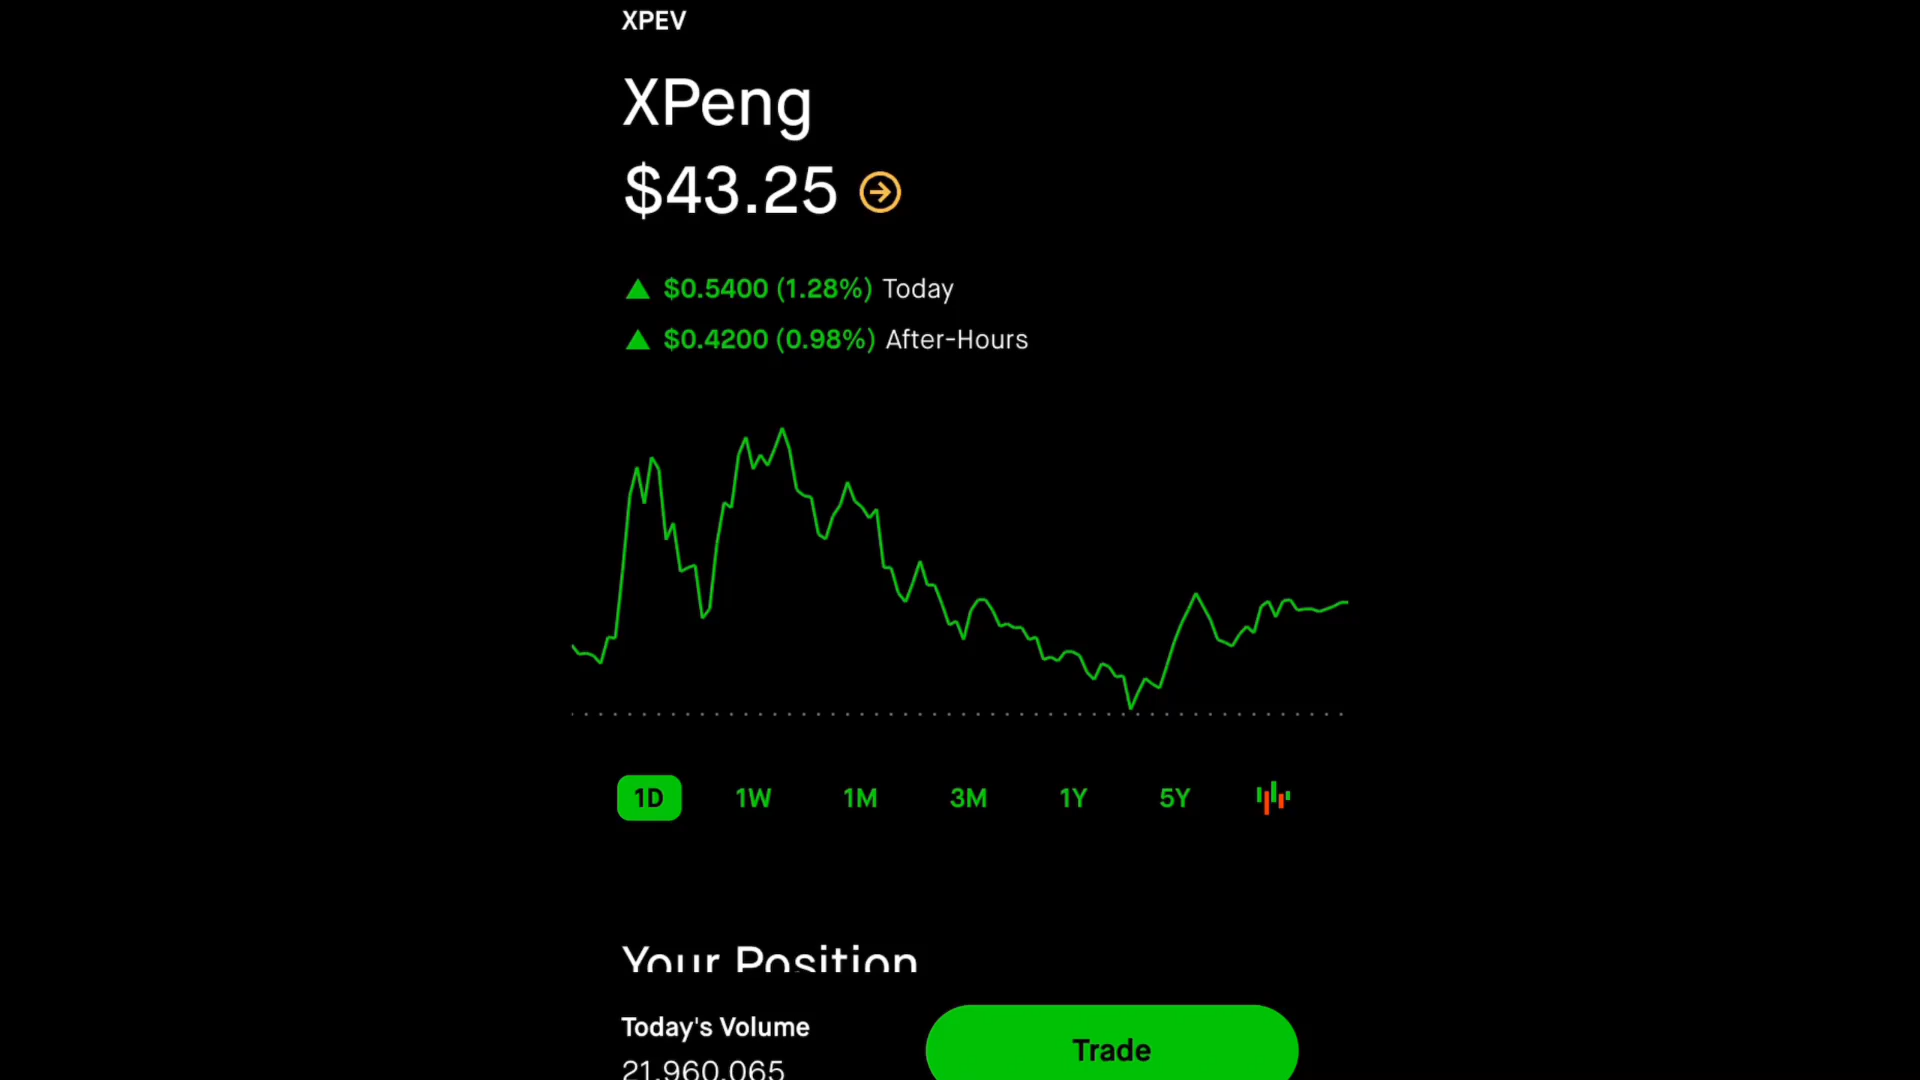 XPEV
XPeng
$43.25
$0.5400 (1.28%) Today
$0.4200 (0.98%) After-Hours
1D 1W 1M 3M 1Y 5Y
Your Position
Today's Volume
Trade
21,960,065